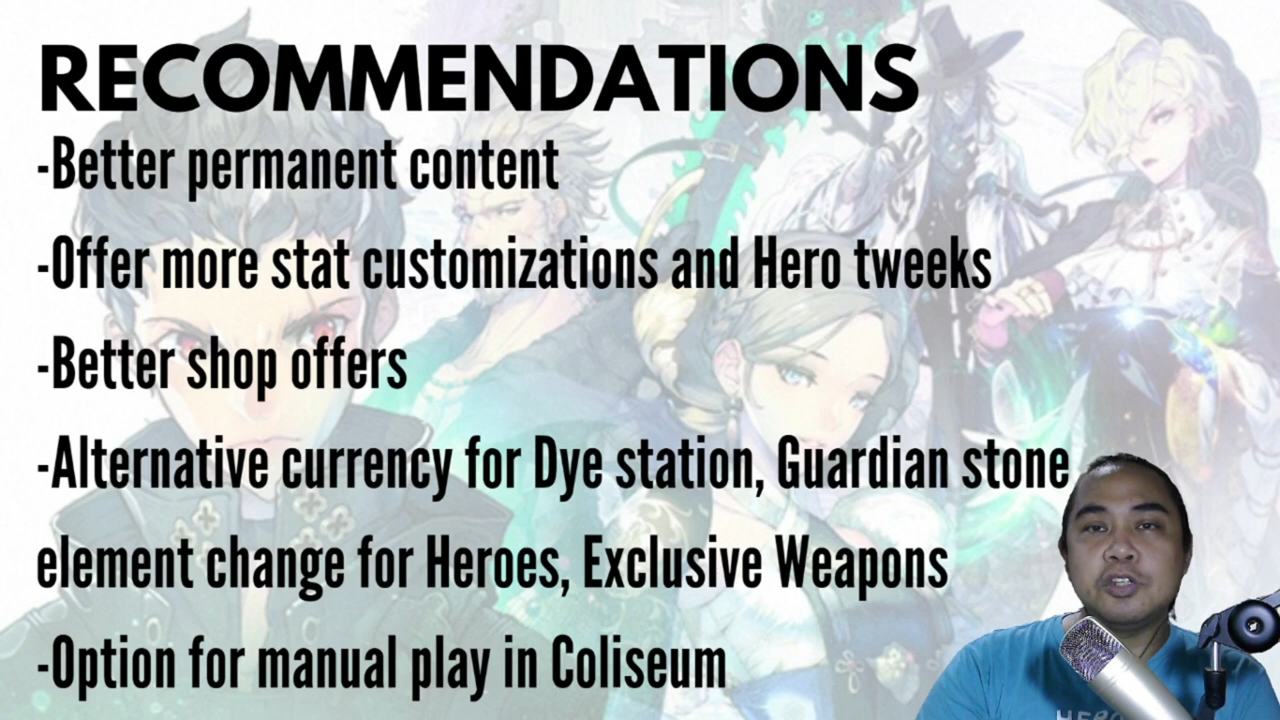 RECOMMENDATIONS
-Better permanent content
-Offer more stat customizations and Hero tweeks
-Better shop offers
-Alternative currency for Dye station, Guardian stone
element change for Heroes, Exclusive Weapons
-Option for manual play in Coliseum